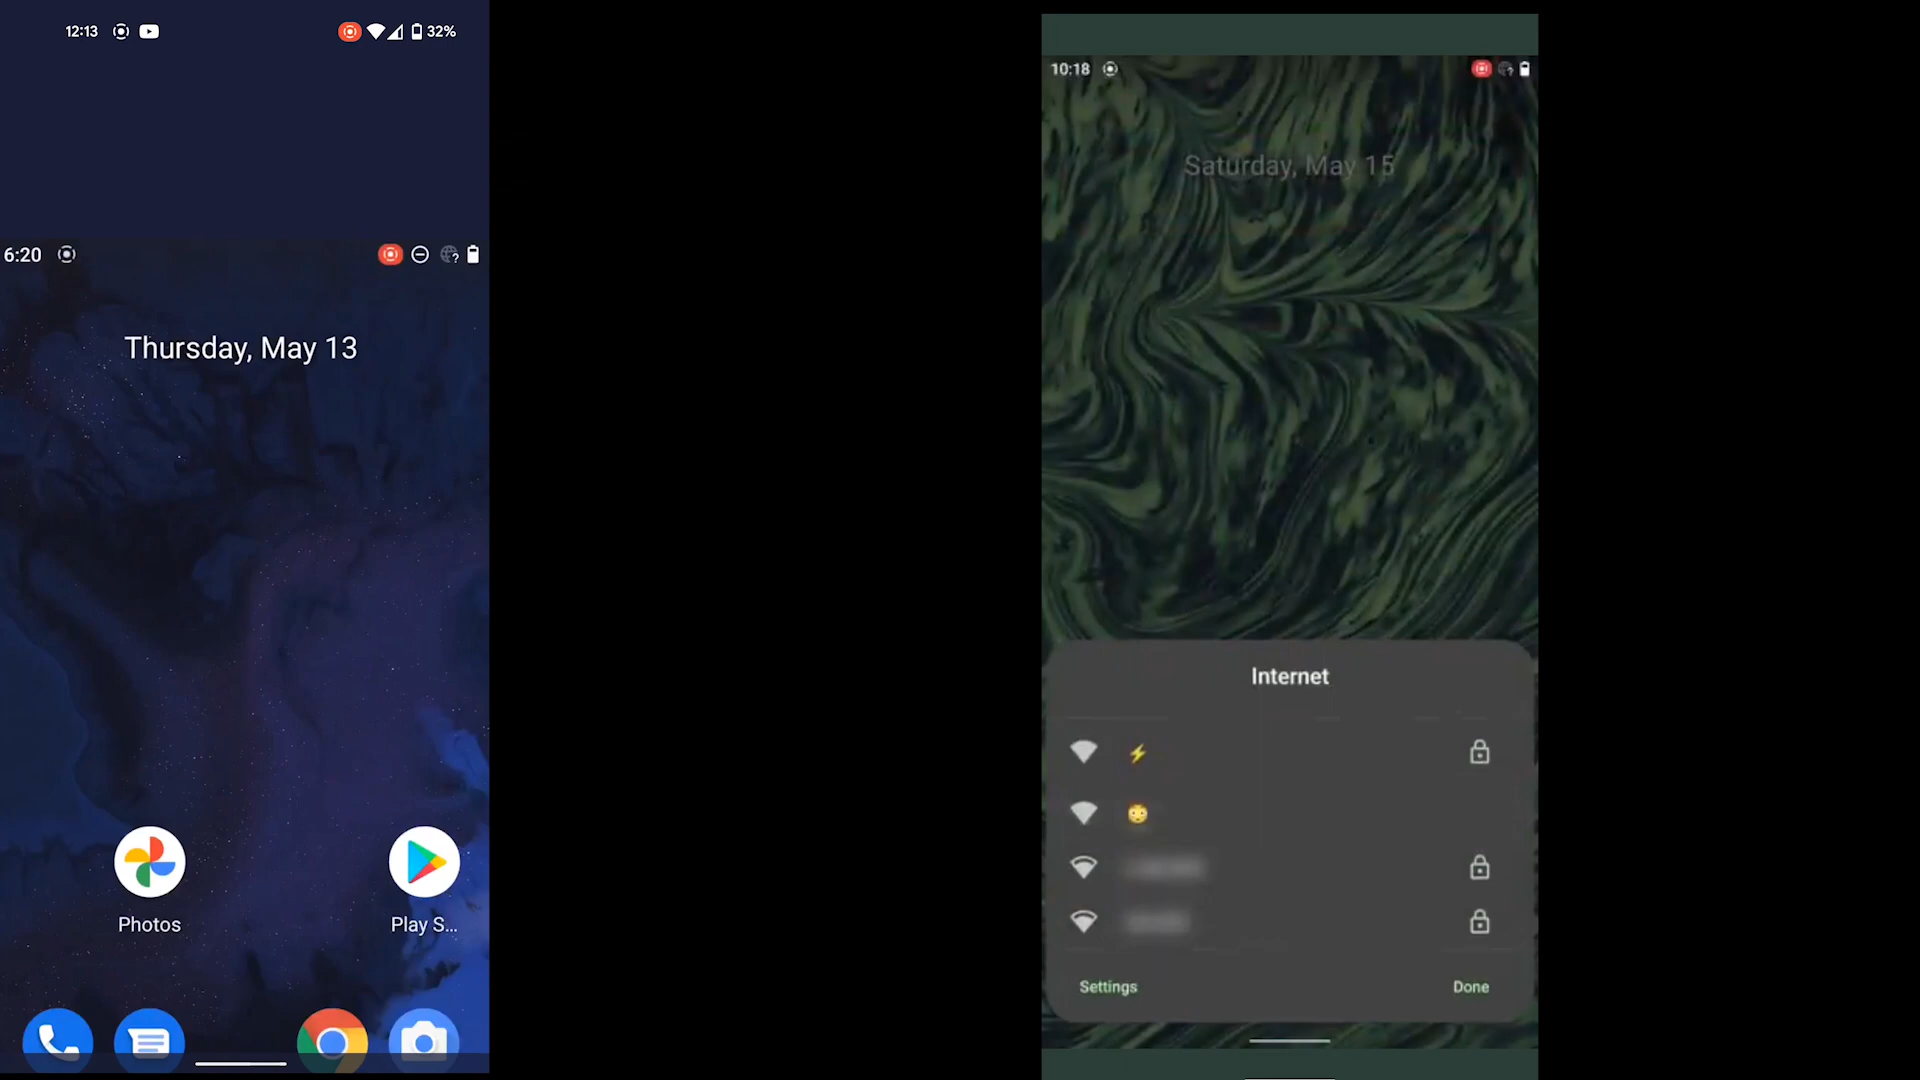 12:13
32%
6:20
Thursday, May 13
Photos
Play S...
10:18
Saturday, May 15
Internet
⚡
😳
Settings
Done